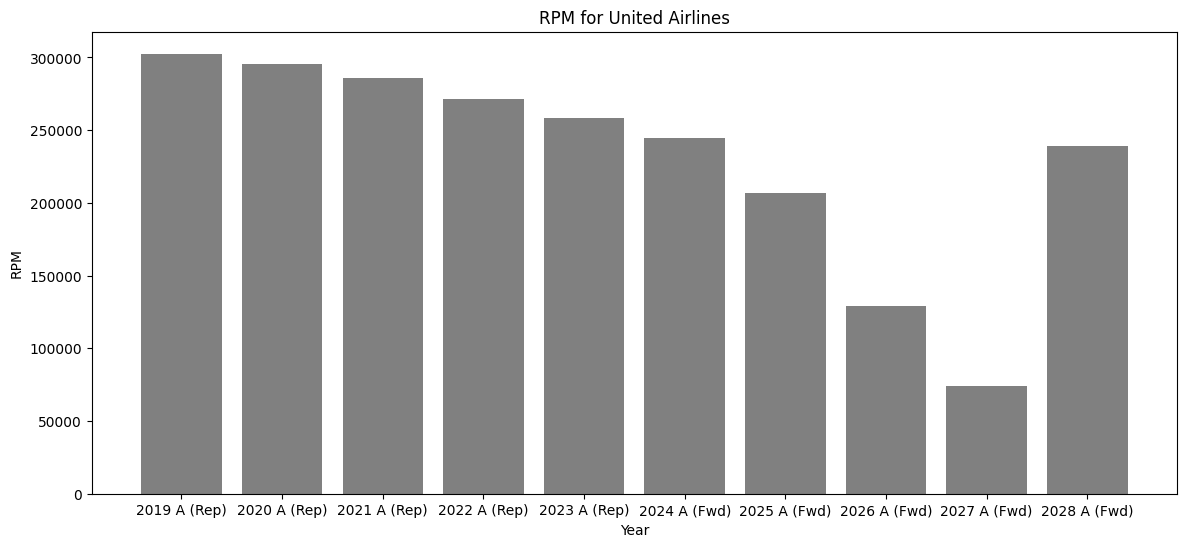 RPM for United Airlines
RPM
300000
250000
200000
150000
100000
50000
0
2019 A (Rep) 2020 A (Rep) 2021 A (Rep) 2022 A (Rep) 2023 A (Rep) 2024 A (Fwd) 2025 A (Fwd) 2026 A (Fwd) 2027 A (Fwd) 2028 A (Fwd)
Year